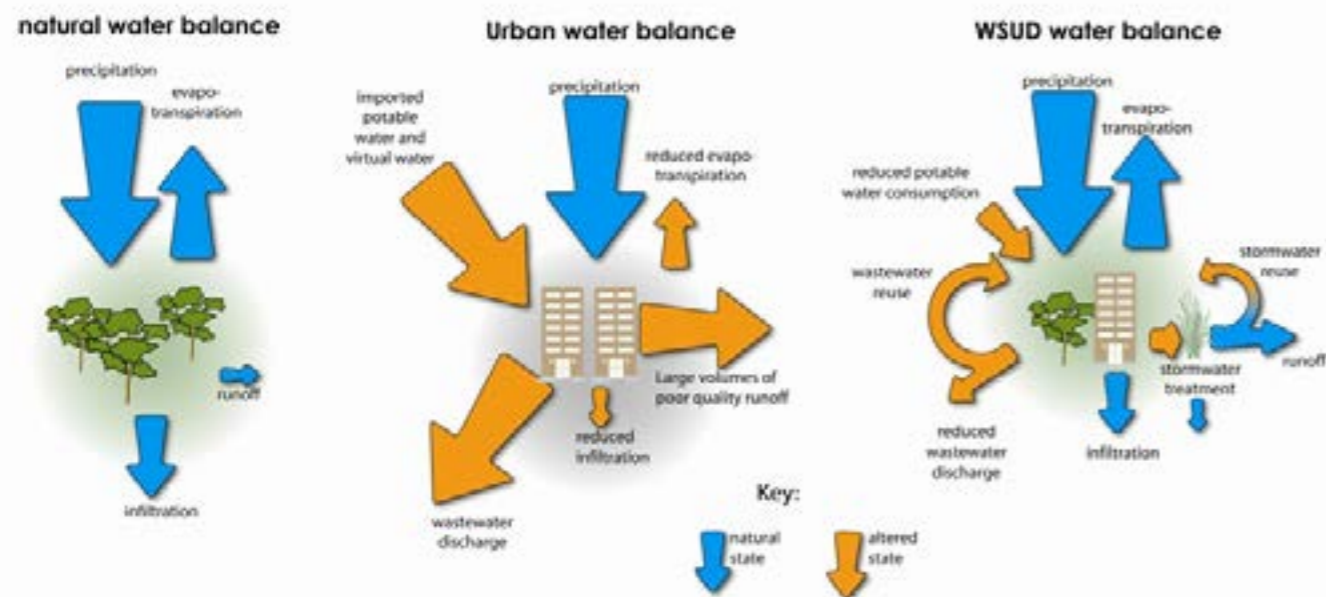 natural water balance
precipitation
evapo-
transpiration
runoff
infiltration
Urban water balance
precipitation
imported
potable
water and
virtual water
reduced evapo-
transpiration
Large volumes of
poor quality runoff
reduced
infiltration
wastewater
discharge
WSUD water balance
precipitation
evapo-
transpiration
reduced potable
water consumption
wastewater
reuse
stormwater
reuse
runoff
stormwater
treatment
reduced
wastewater
discharge
infiltration
Key:
natural
state
altered
state